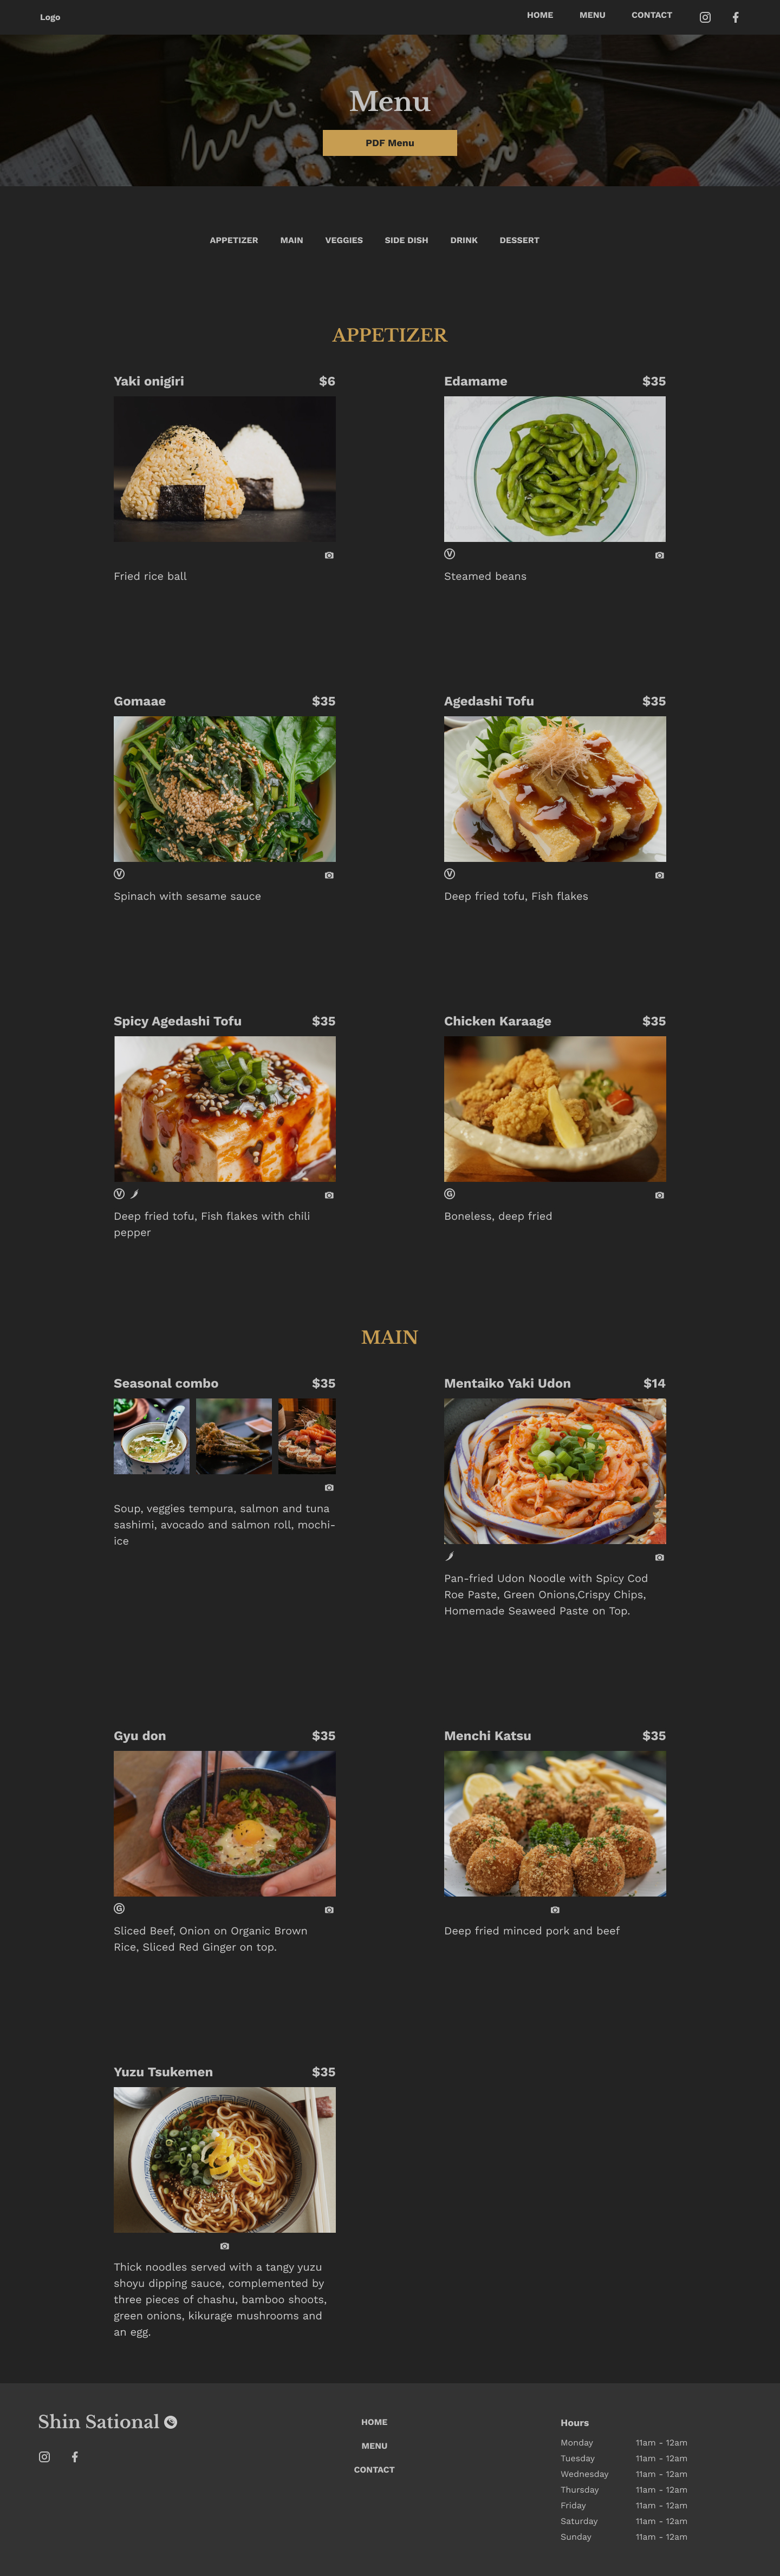 Logo
HOME MENU CONTACT
Menu
PDF Menu
APPETIZER MAIN VEGGIES SIDE DISH DRINK DESSERT
APPETIZER
Yaki onigiri $6
Fried rice ball
Edamame $35
V
Steamed beans
Gomaae $35
V
Spinach with sesame sauce
Agedashi Tofu $35
V
Deep fried tofu, Fish flakes
Spicy Agedashi Tofu $35
V
Deep fried tofu, Fish flakes with chili
pepper
Chicken Karaage $35
G
Boneless, deep fried
MAIN
Seasonal combo $35
Soup, veggies tempura, salmon and tuna
sashimi, avocado and salmon roll, mochi-
ice
Mentaiko Yaki Udon $14
Pan-fried Udon Noodle with Spicy Cod
Roe Paste, Green Onions,Crispy Chips,
Homemade Seaweed Paste on Top.
Gyu don $35
G
Sliced Beef, Onion on Organic Brown
Rice, Sliced Red Ginger on top.
Menchi Katsu $35
Deep fried minced pork and beef
Yuzu Tsukemen $35
Thick noodles served with a tangy yuzu
shoyu dipping sauce, complemented by
three pieces of chashu, bamboo shoots,
green onions, kikurage mushrooms and
an egg.
Shin Sational
HOME
MENU
CONTACT
Hours
Monday 11am - 12am
Tuesday 11am - 12am
Wednesday 11am - 12am
Thursday 11am - 12am
Friday 11am - 12am
Saturday 11am - 12am
Sunday 11am - 12am